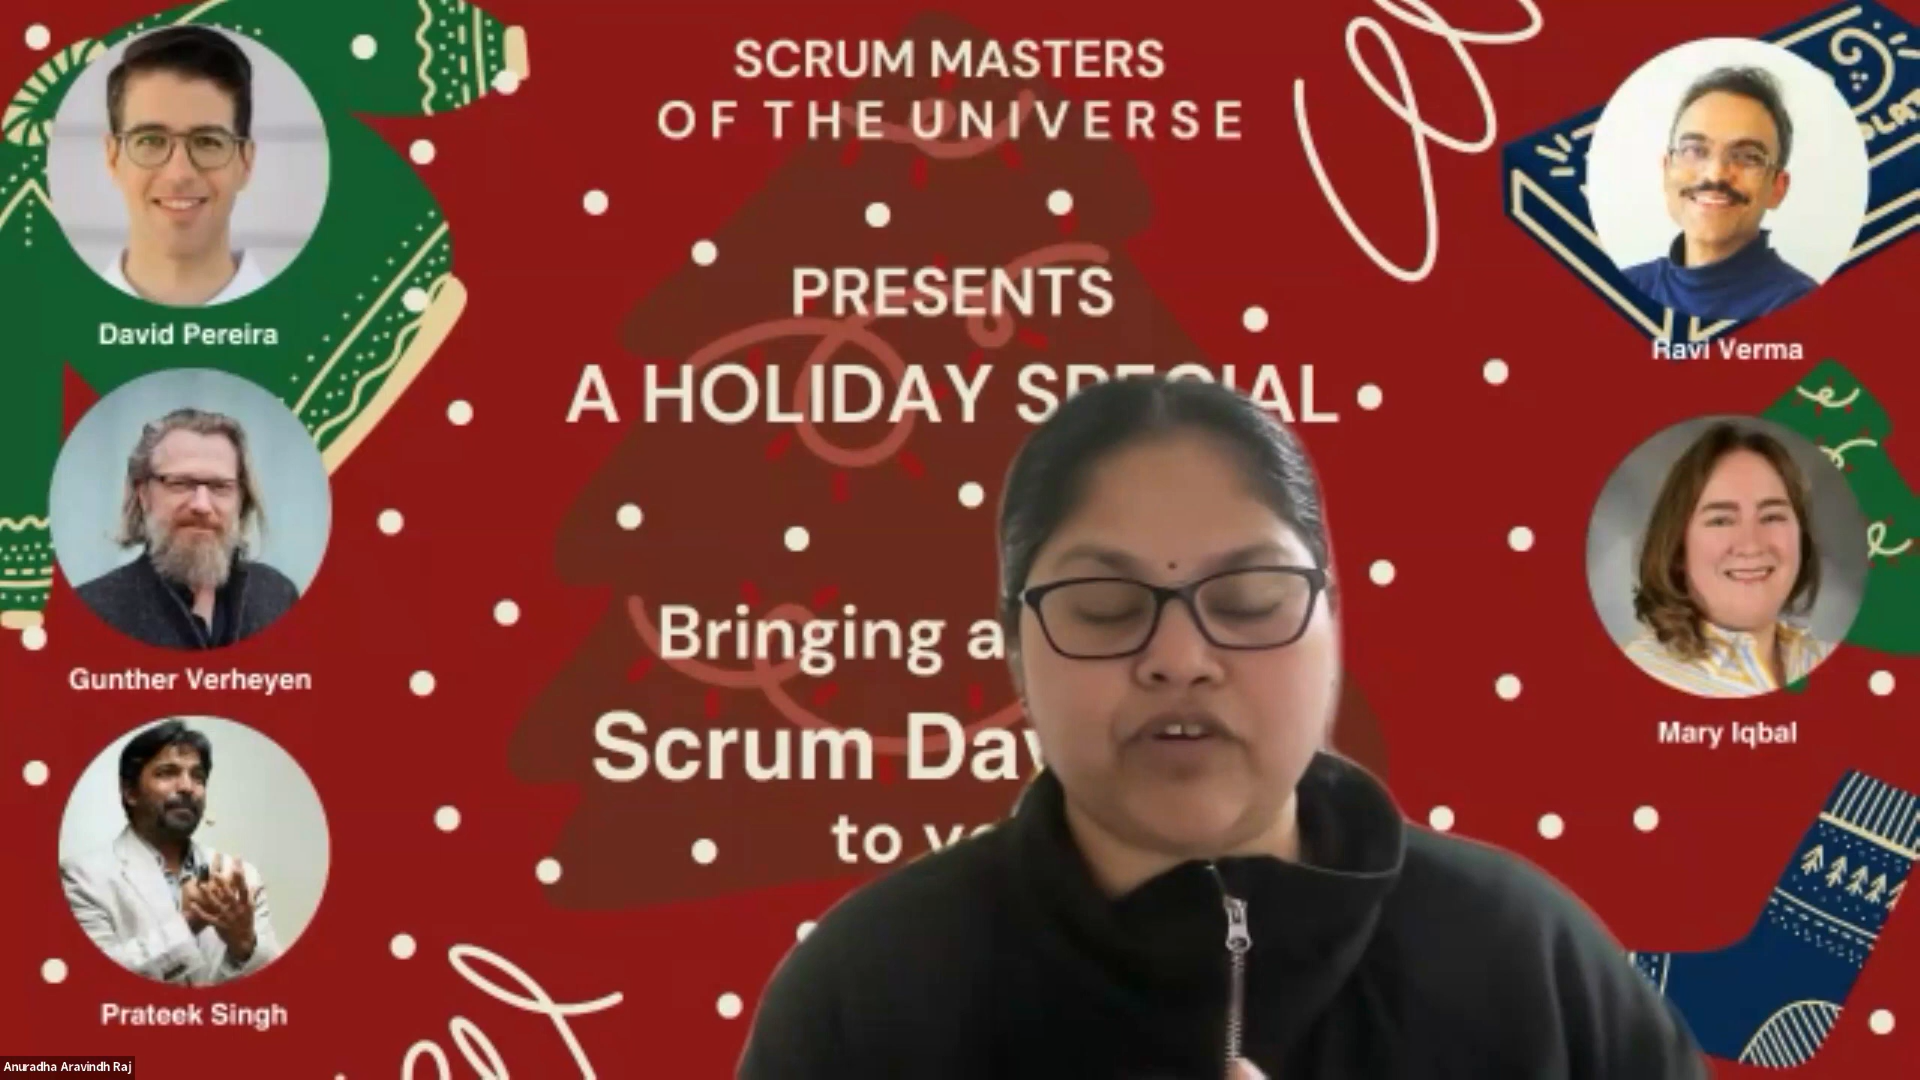 SCRUM MASTERS
OF THE UNIVERSE
PRESENTS
A HOLIDAY
Bringing a
Scrum Day
to
David Pereira
Gunther Verheyen
Prateek Singh
Ravi Verma
Mary Iqbal
Anuradha Aravindh Raj